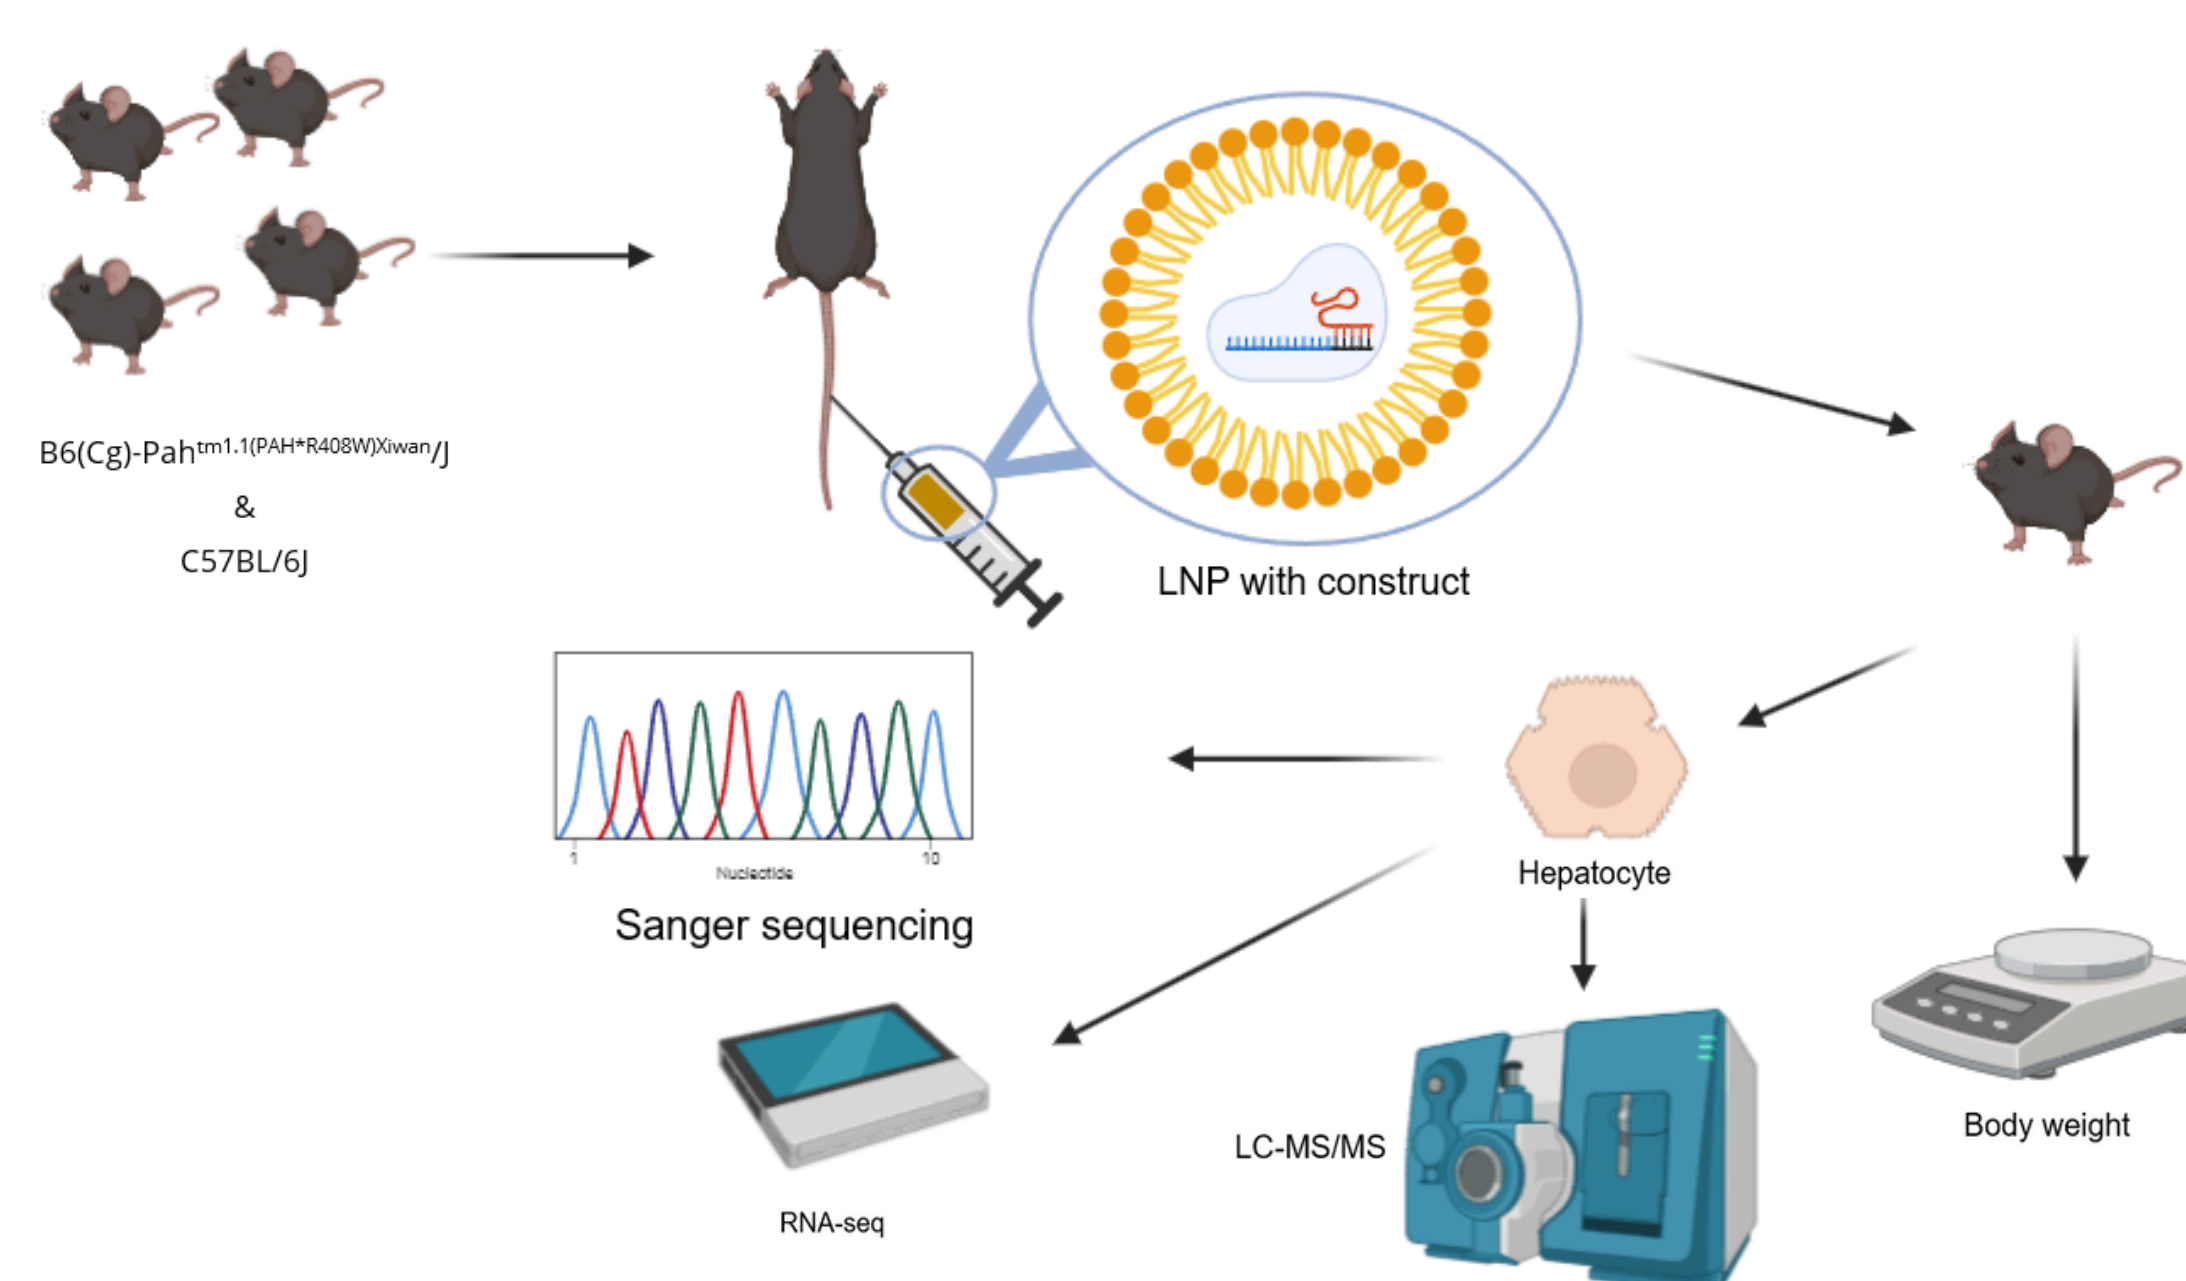 B6(Cg)-Pahtm1.1(PAH*R408W)Xiwan/J
&
C57BL/6J
LNP with construct
1
10
Nucleotide
Sanger sequencing
Hepatocyte
RNA-seq
LC-MS/MS
Body weight